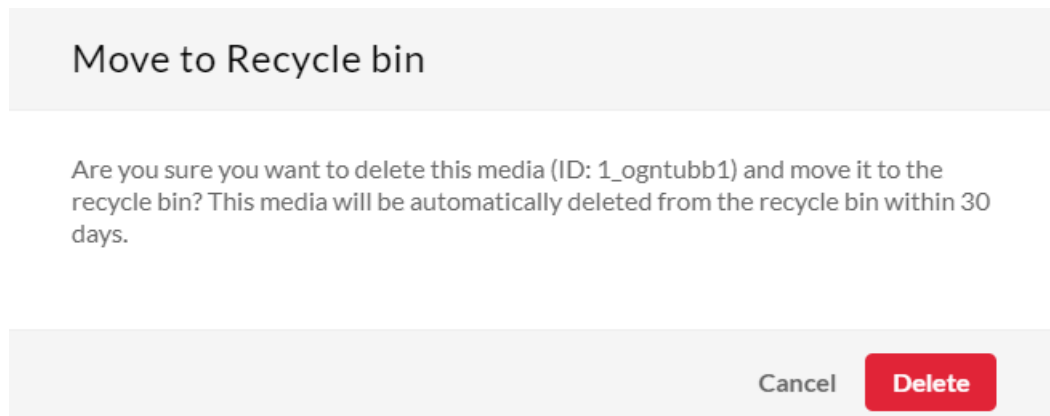 Move to Recycle bin
Are you sure you want to delete this media (ID: 1_ogntubb1) and move it to the
recycle bin? This media will be automatically deleted from the recycle bin within 30
days.
Cancel Delete